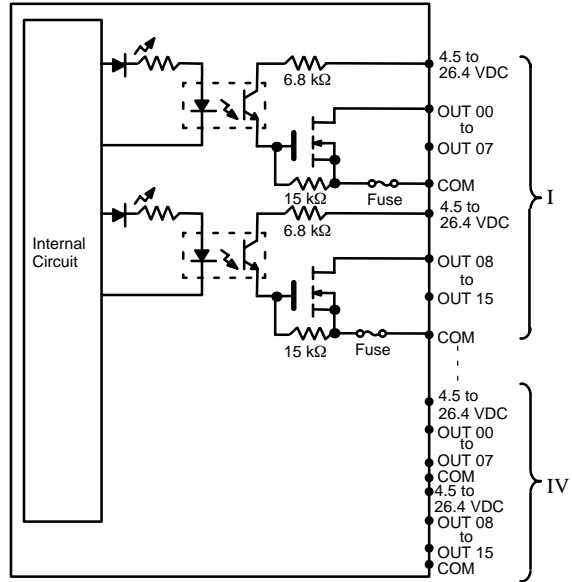 4.5 to
26.4 VDC
6.8 kΩ
OUT 00
to
OUT 07
COM
15 kΩ
Fuse
I
4.5 to
26.4 VDC
6.8 kΩ
Internal
Circuit
OUT 08
to
OUT 15
COM
15 kΩ
Fuse
4.5 to
26.4 VDC
OUT 00
to
OUT 07
COM
4.5 to
26.4 VDC
IV
OUT 08
to
OUT 15
COM